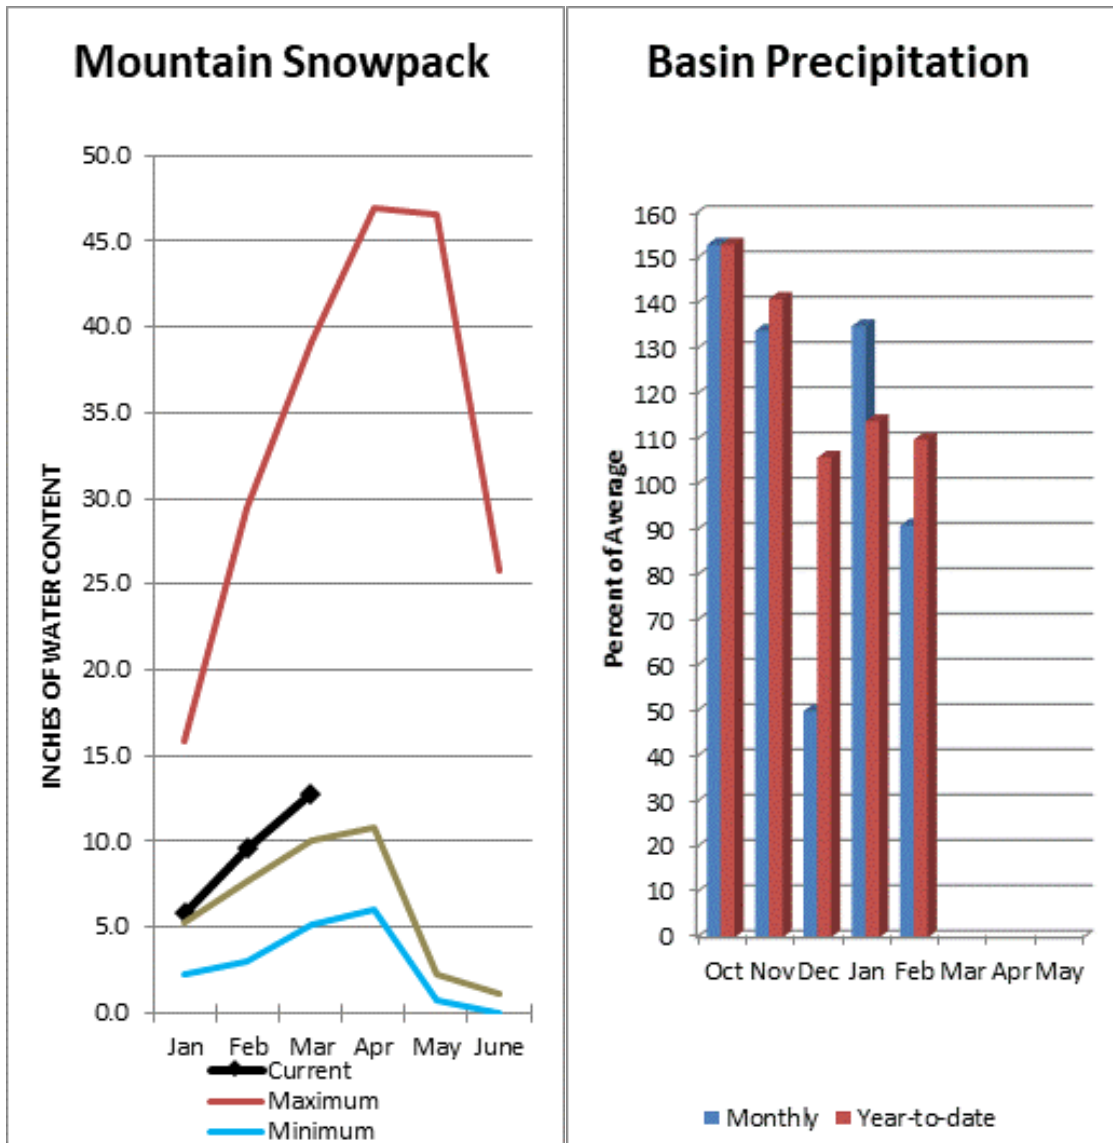 Mountain Snowpack
50.0
45.0
40.0
35.0
30.0
25.0
20.0
15.0
10.0
5.0
0.0
INCHES OF WATER CONTENT
Jan Feb Mar Apr May June
Current
Maximum
Minimum
Basin Precipitation
160
150
140
130
120
110
100
90
80
70
60
50
40
30
20
10
0
Percent of Average
Oct Nov Dec Jan Feb Mar Apr May
Monthly Year-to-date